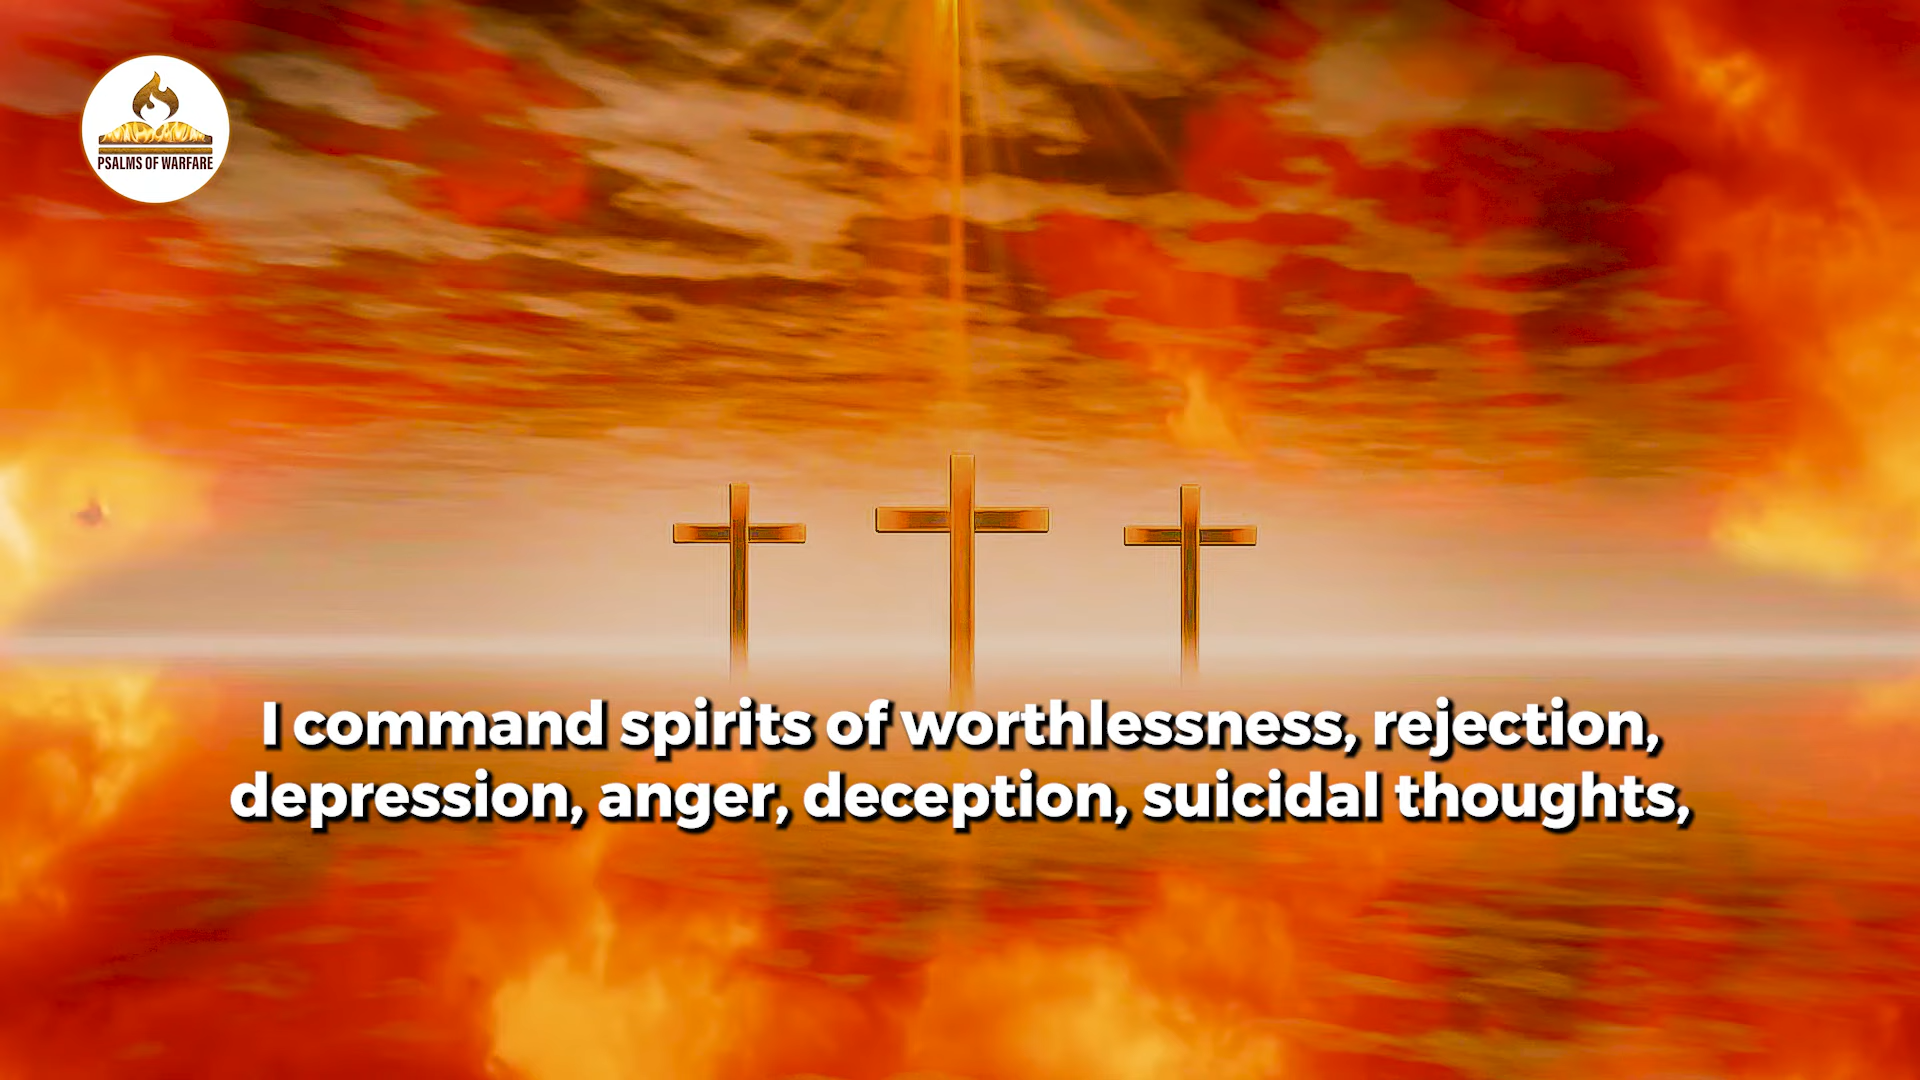 PSALMS OF WARFARE
I command spirits of worthlessness, rejection,
depression, anger, deception, suicidal thoughts,